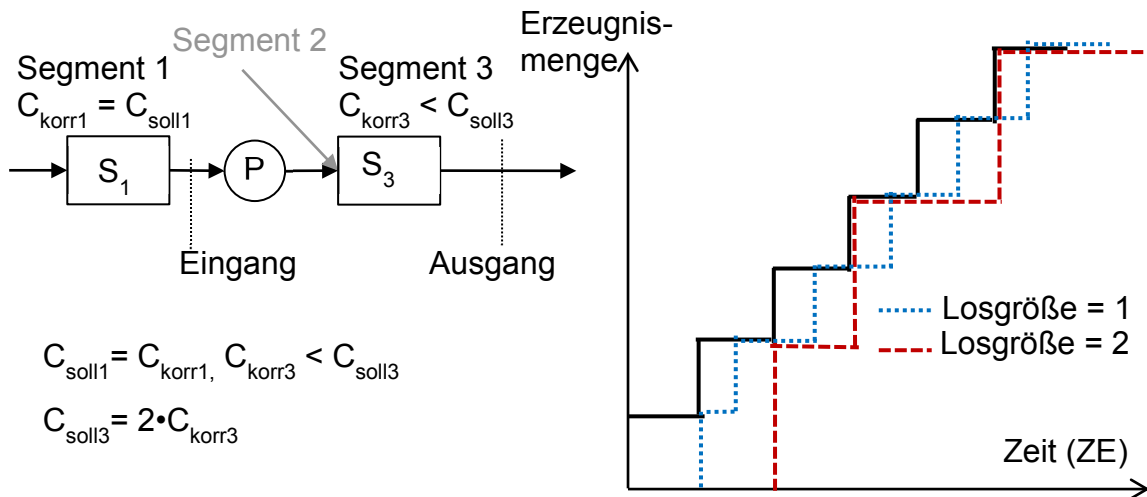 Segment 2
Segment 1
C_korr1 = C_soll1
Segment 3
C_korr3 < C_soll3
S_1
P
S_3
Eingang
Ausgang
C_soll1 = C_korr1, C_korr3 < C_soll3
C_soll3 = 2•C_korr3
Erzeugnis-
menge
Losgröße = 1
Losgröße = 2
Zeit (ZE)